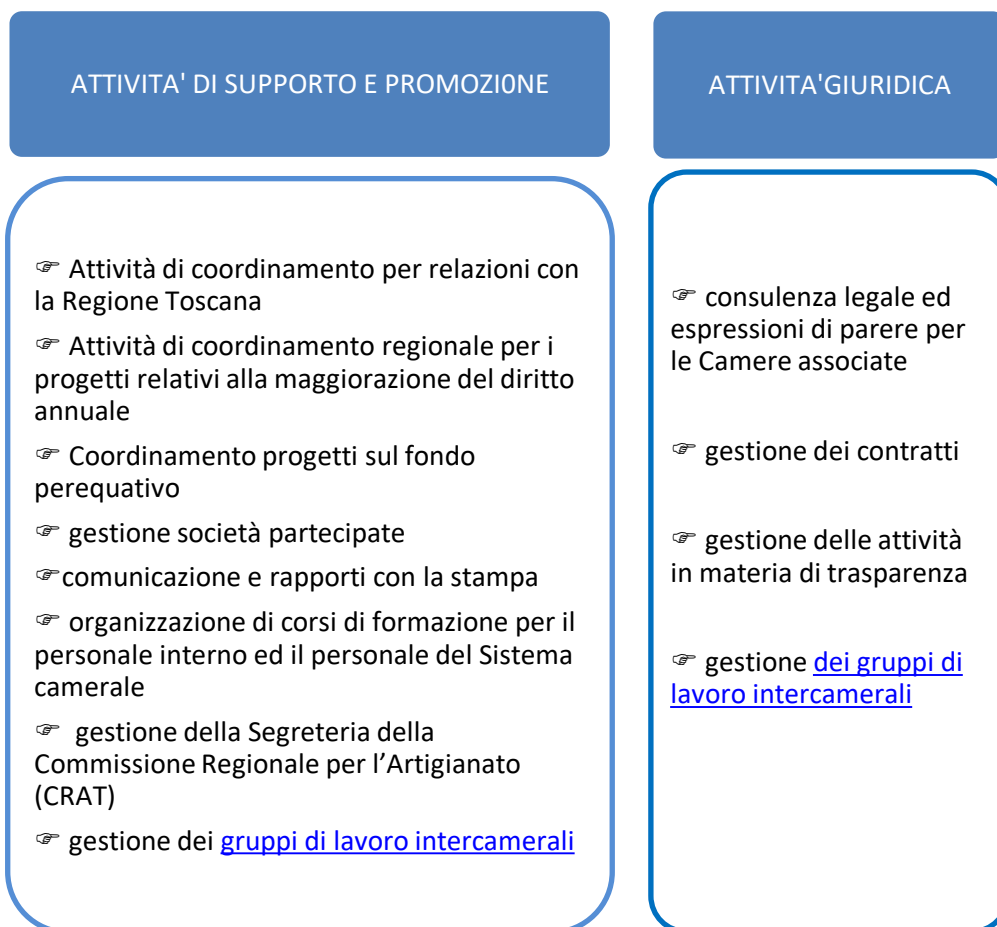 ATTIVITA' DI SUPPORTO E PROMOZI0NE
☞ Attività di coordinamento per relazioni con
la Regione Toscana
☞ Attività di coordinamento regionale per i
progetti relativi alla maggiorazione del diritto
annuale
☞ Coordinamento progetti sul fondo
perequativo
☞ gestione società partecipate
☞comunicazione e rapporti con la stampa
☞ organizzazione di corsi di formazione per il
personale interno ed il personale del Sistema
camerale
☞ gestione della Segreteria della
Commissione Regionale per l’Artigianato
(CRAT)
☞ gestione dei gruppi di lavoro intercamerali
ATTIVITA'GIURIDICA
☞ consulenza legale ed
espressioni di parere per
le Camere associate
☞ gestione dei contratti
☞ gestione delle attività
in materia di trasparenza
☞ gestione dei gruppi di
lavoro intercamerali